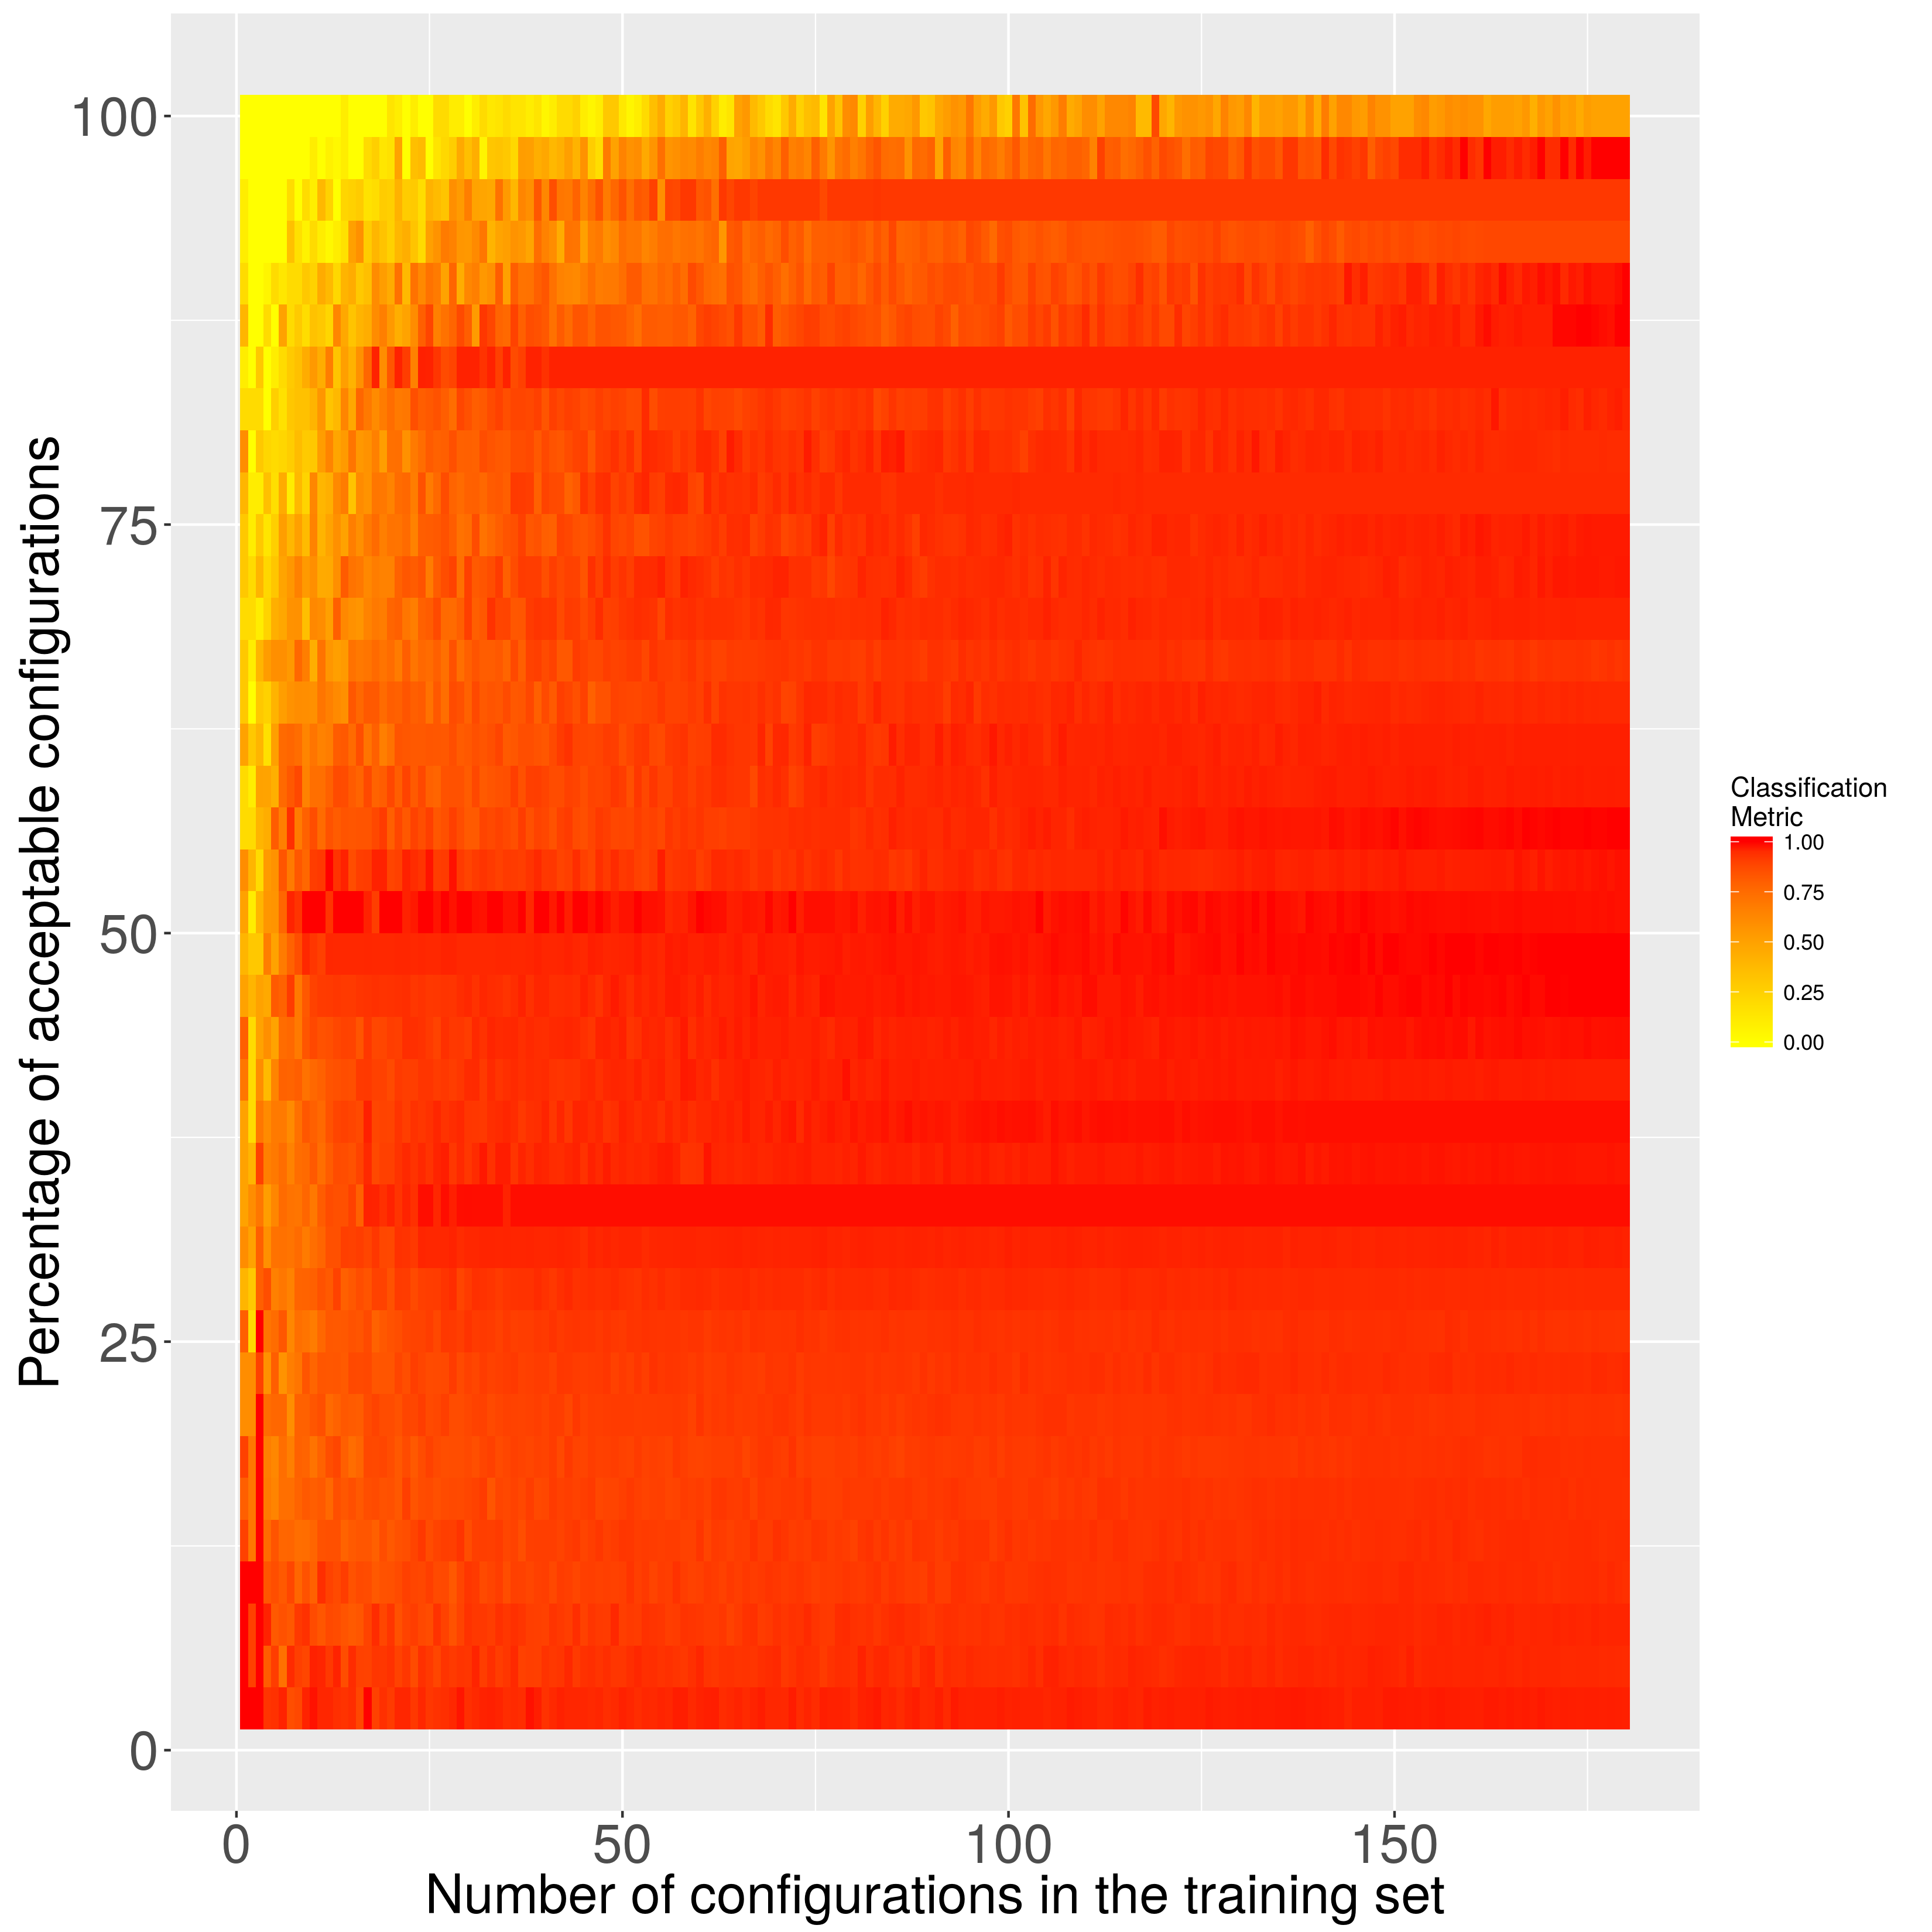 Percentage of acceptable configurations
100
75
50
25
0
0 50 100 150
Number of configurations in the training set
Classification
Metric
1.00
0.75
0.50
0.25
0.00